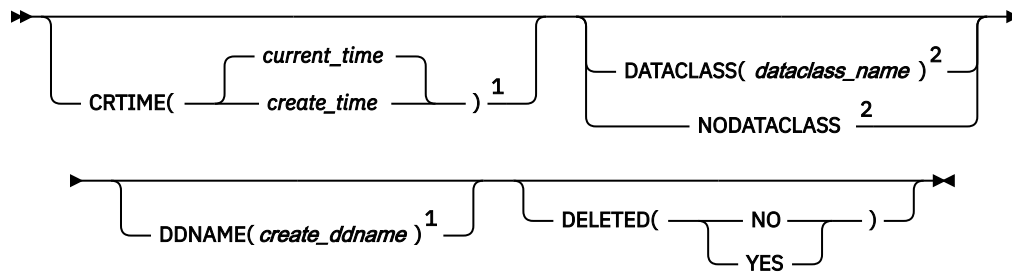 current_time
CRTIME( create_time ) 1
DATACLASS( dataclass_name ) 2
NODATACLASS 2
DDNAME( create_ddname ) 1
DELETED( NO )
YES